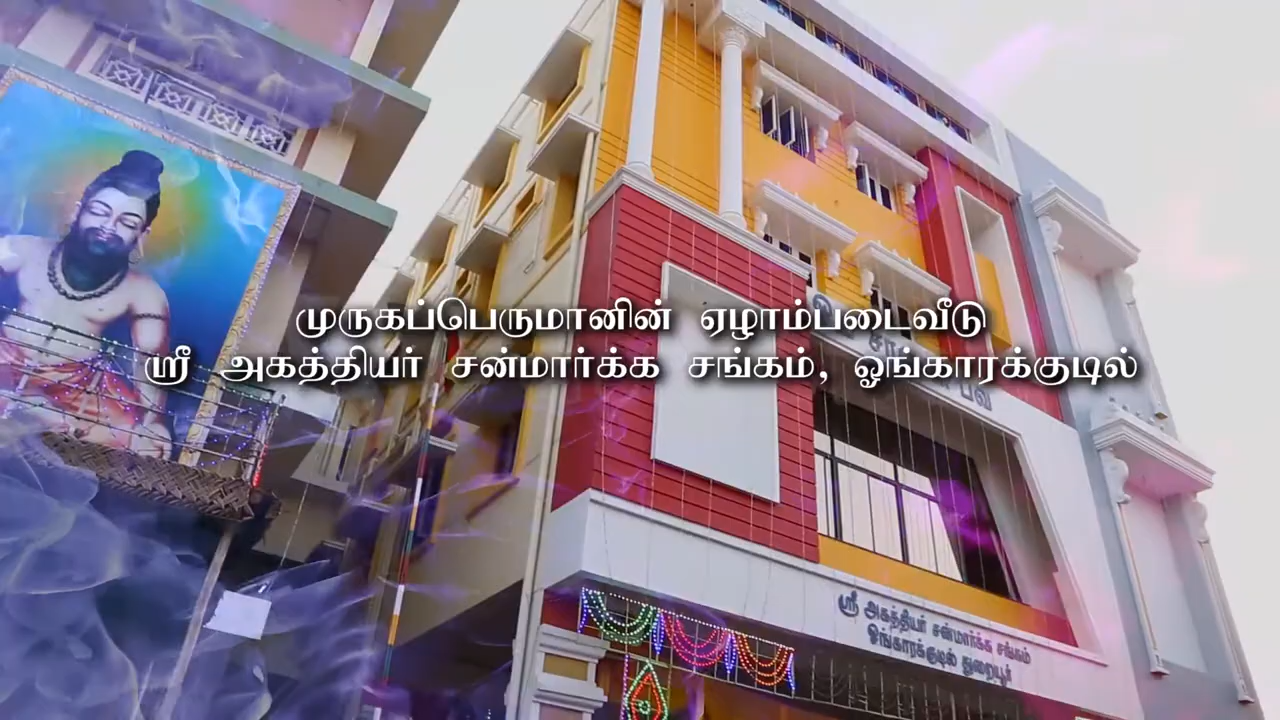 முருகப்பெருமானின் ஏழாம்படைவீடு
ஸ்ரீ அகத்தியர் சன்மார்க்க சங்கம், ஓங்காரக்குடில்
ஸ்ரீ அகத்தியர் சன்மார்க்க சங்கம்
ஓங்காரக்குடில் துறையூர்